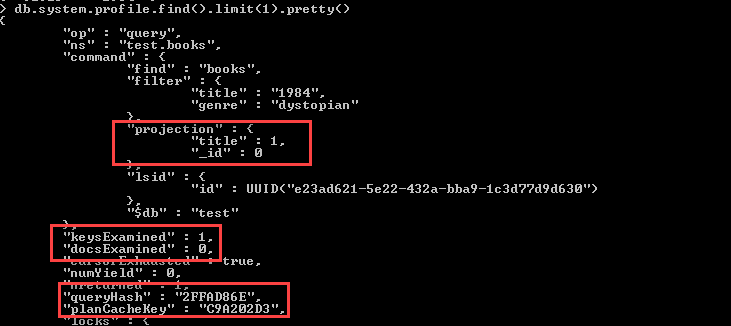 > db.system.profile.find().limit(1).pretty()
{
"op" : "query",
"ns" : "test.books",
"command" : {
"find" : "books",
"filter" : {
"title" : "1984",
"genre" : "dystopian"
},
"projection" : {
"title" : 1,
"_id" : 0
},
"lsid" : {
"id" : UUID("e23ad621-5e22-432a-bba9-1c3d77d9d630")
},
"$db" : "test"
},
"keysExamined" : 1,
"docsExamined" : 0,
"cursorExhausted" : true,
"numYield" : 0,
"nreturned" : 1,
"queryHash" : "2FFAD86E",
"planCacheKey" : "C9A202D3",
"locks" : {